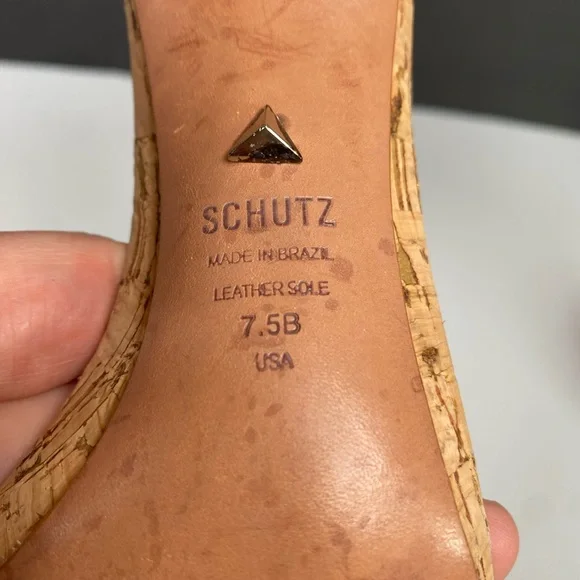 SCHUTZ
MADE IN BRAZIL
LEATHER SOLE
7.5B
USA